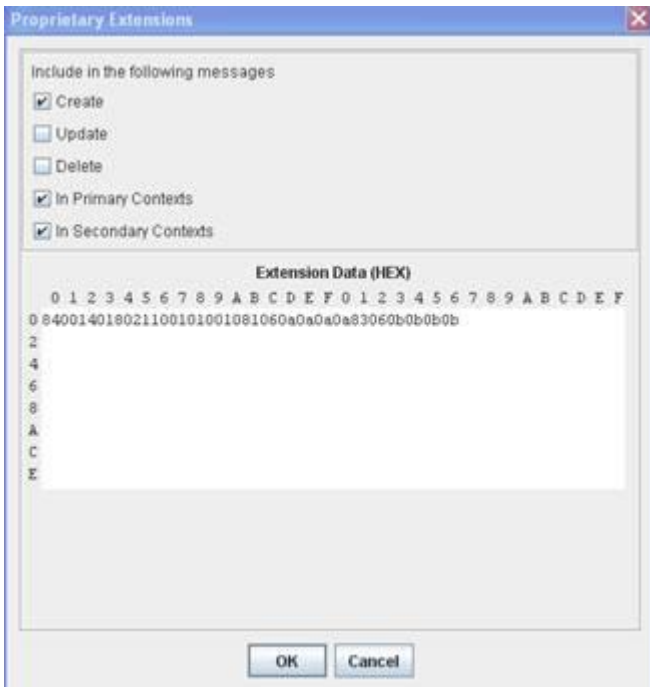 Proprietary Extensions
Include in the following messages
Create
Update
Delete
In Primary Contexts
In Secondary Contexts
Extension Data (HEX)
0 1 2 3 4 5 6 7 8 9 A B C D E F 0 1 2 3 4 5 6 7 8 9 A B C D E F
0 84001401802110010100108106​0a0a0a0a83060b0b0b0b
2
4
6
8
A
C
E
OK Cancel